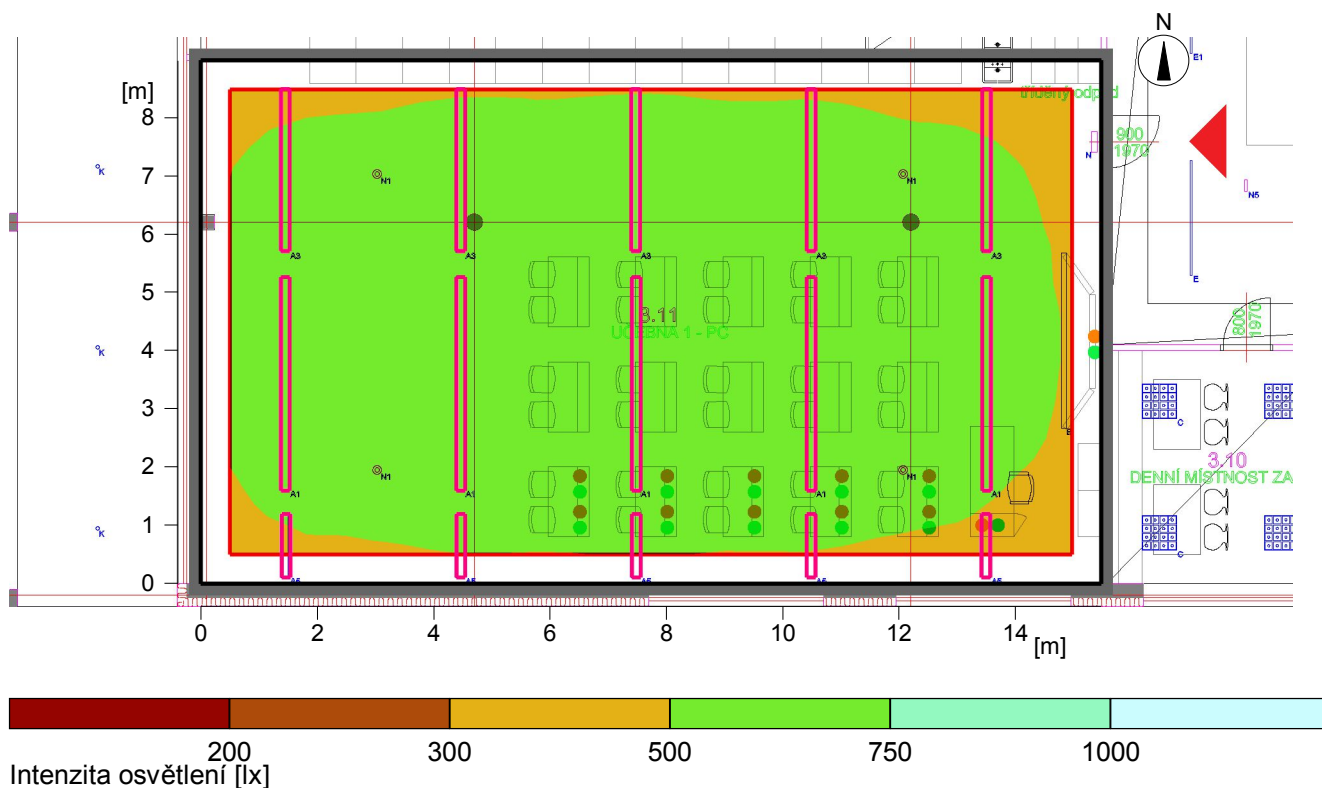 N
[m]
E1
tříděný odpad
8
900
1970
N
°K
7
N1
N1
N5
6
A3
A3
A3
A3
A3
E
5
3.11
UČEBNA 1 - PC
800
1970
°K
4
3
C
2
N1
N1
3.10
DENNÍ MÍSTNOST ZA
A1
A1
A1
A1
A1
1
°K
C
0
A5
A5
A5
A5
A5
0
2
4
6
8
10
12
14
[m]
200
300
500
750
1000
Intenzita osvětlení [lx]